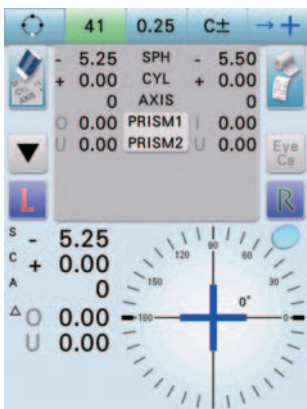 41 0.25 C± → +
CYL AXIS
- 5.25 SPH - 5.50
+ 0.00 CYL + 0.00
0 AXIS 0
O 0.00 PRISM1 I 0.00
U 0.00 PRISM2 U 0.00
Eye Ca
L R
S - 5.25
C + 0.00
A 0
△ O 0.00
U 0.00
120 90 60
150 30
0°
180 0